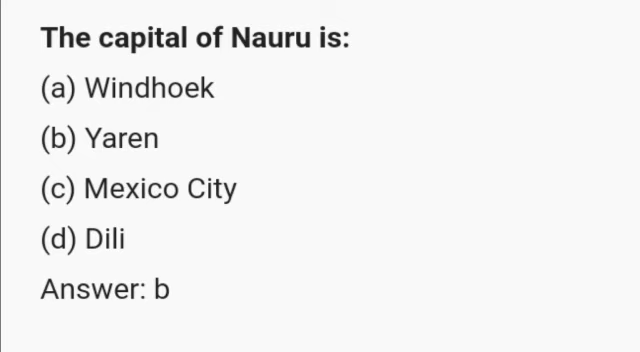 The capital of Nauru is:
(a) Windhoek
(b) Yaren
(c) Mexico City
(d) Dili
Answer: b